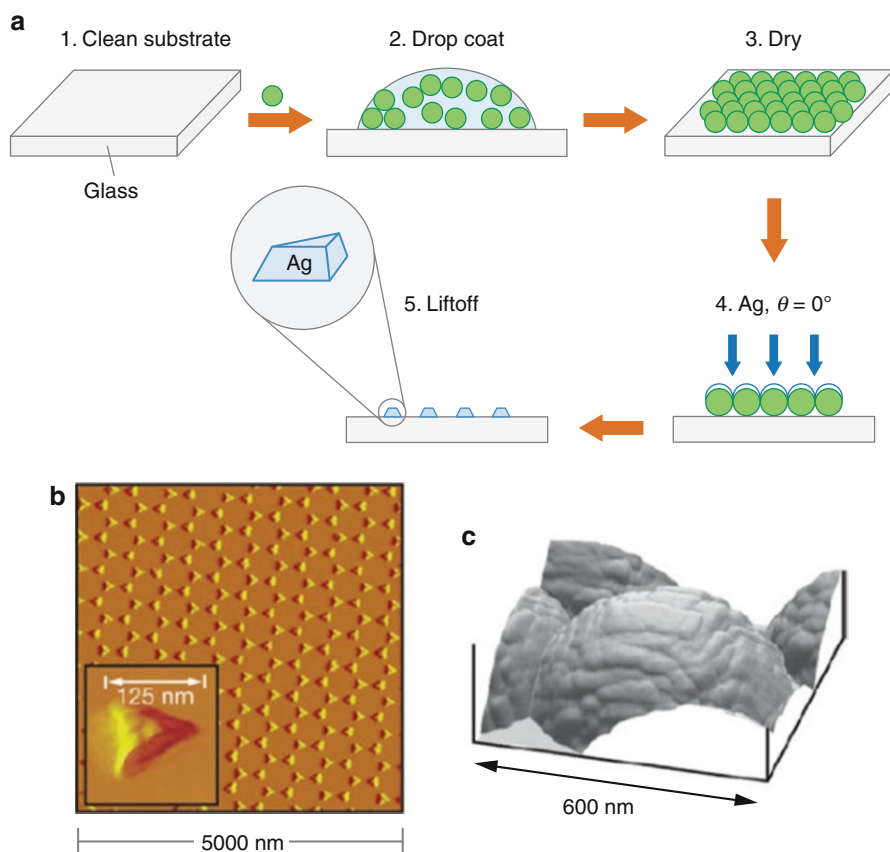 a
1. Clean substrate
2. Drop coat
3. Dry
Glass
Ag
5. Liftoff
4. Ag, θ = 0°
b
125 nm
5000 nm
c
600 nm